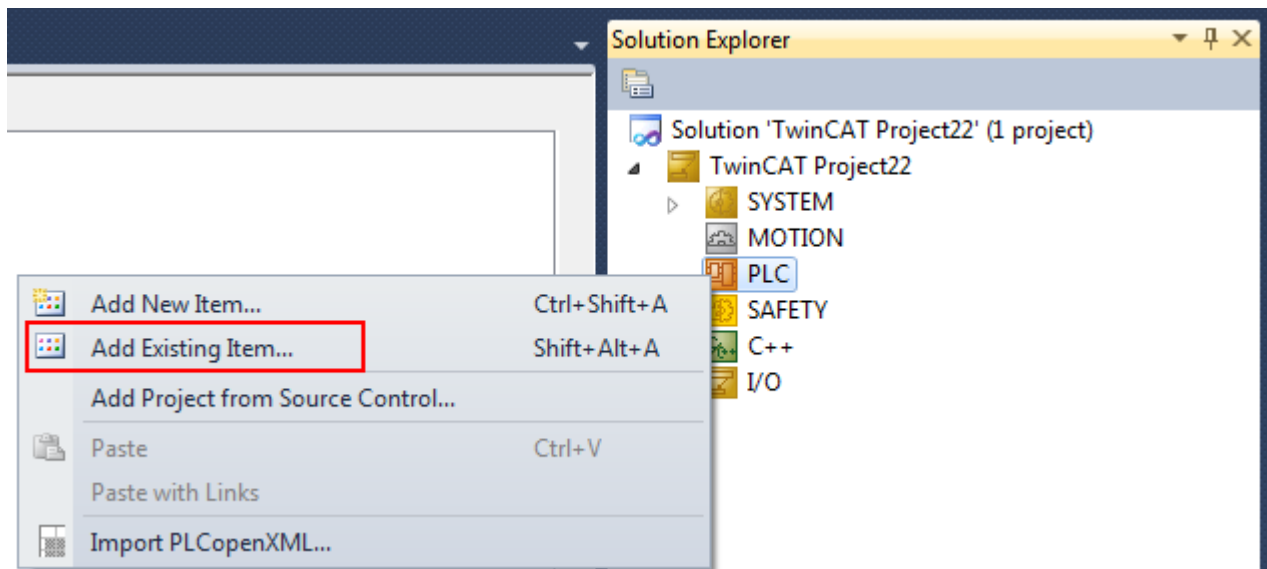 Solution Explorer
Solution 'TwinCAT Project22' (1 project)
TwinCAT Project22
SYSTEM
MOTION
PLC
SAFETY
C++
I/O
Add New Item... Ctrl+Shift+A
Add Existing Item... Shift+Alt+A
Add Project from Source Control...
Paste Ctrl+V
Paste with Links
Import PLCopenXML...